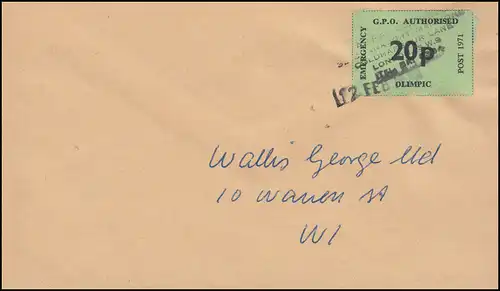 G.P.O. AUTHORISED
EMERGENCY
20p
POST 1971
OLIMPIC
12 FEB
Wallis George Ltd
10 Warren St
W1